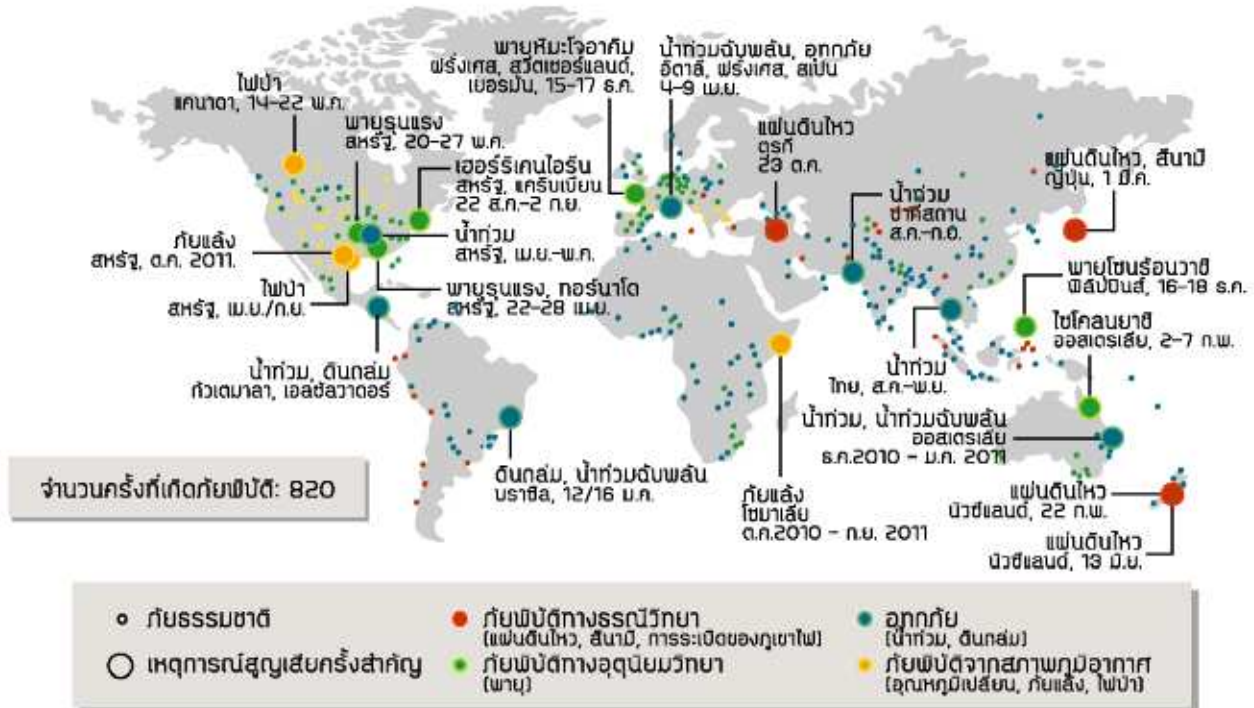 พายุหิมะโจอาคิม
ฝรั่งเศส, สวิตเซอร์แลนด์,
เยอรมัน, 15-17 ธ.ค.
น้ำท่วมฉับพลัน, อุทกภัย
อิตาลี, ฝรั่งเศส, สเปน
4-9 เม.ย.
ไฟป่า
แคนาดา, 14-22 พ.ค.
พายุรุนแรง
สหรัฐ, 20-27 พ.ค.
แผ่นดินไหว
ตุรกี
23 ต.ค.
แผ่นดินไหว, สึนามิ
ญี่ปุ่น, 1 มี.ค.
เฮอร์ริเคนไอรีน
สหรัฐ, แคริบเบียน
22 ส.ค.-2 ก.ย.
น้ำท่วม
ปากีสถาน
ส.ค.-ก.ย.
ภัยแล้ง
สหรัฐ, ต.ค. 2011.
น้ำท่วม
สหรัฐ, เม.ย.-พ.ค.
พายุโซนร้อนวาชิ
ฟิลิปปินส์, 16-18 ธ.ค.
ไฟป่า
สหรัฐ, เม.ย./ก.ย.
พายุรุนแรง, ทอร์นาโด
สหรัฐ, 22-28 เม.ย.
ไซโคลนยาซี
ออสเตรเลีย, 2-7 ก.พ.
น้ำท่วม, ดินถล่ม
กัวเตมาลา, เอลซัลวาดอร์
น้ำท่วม
ไทย, ส.ค.-พ.ย.
น้ำท่วม, น้ำท่วมฉับพลัน
ออสเตรเลีย
ธ.ค.2010 - ม.ค. 2011
ดินถล่ม, น้ำท่วมฉับพลัน
บราซิล, 12/16 ม.ค.
จำนวนครั้งที่เกิดภัยพิบัติ: 820
ภัยแล้ง
โซมาเลีย
ต.ค.2010 - ก.ย. 2011
แผ่นดินไหว
นิวซีแลนด์, 22 ก.พ.
แผ่นดินไหว
นิวซีแลนด์, 13 มิ.ย.
ภัยธรรมชาติ
เหตุการณ์สูญเสียครั้งสำคัญ
ภัยพิบัติทางธรณีวิทยา
(แผ่นดินไหว, สึนามิ, การระเบิดของภูเขาไฟ)
ภัยพิบัติทางอุตุนิยมวิทยา
(พายุ)
อุทกภัย
(น้ำท่วม, ดินถล่ม)
ภัยพิบัติจากสภาพภูมิอากาศ
(อุณหภูมิเปลี่ยน, ภัยแล้ง, ไฟป่า)